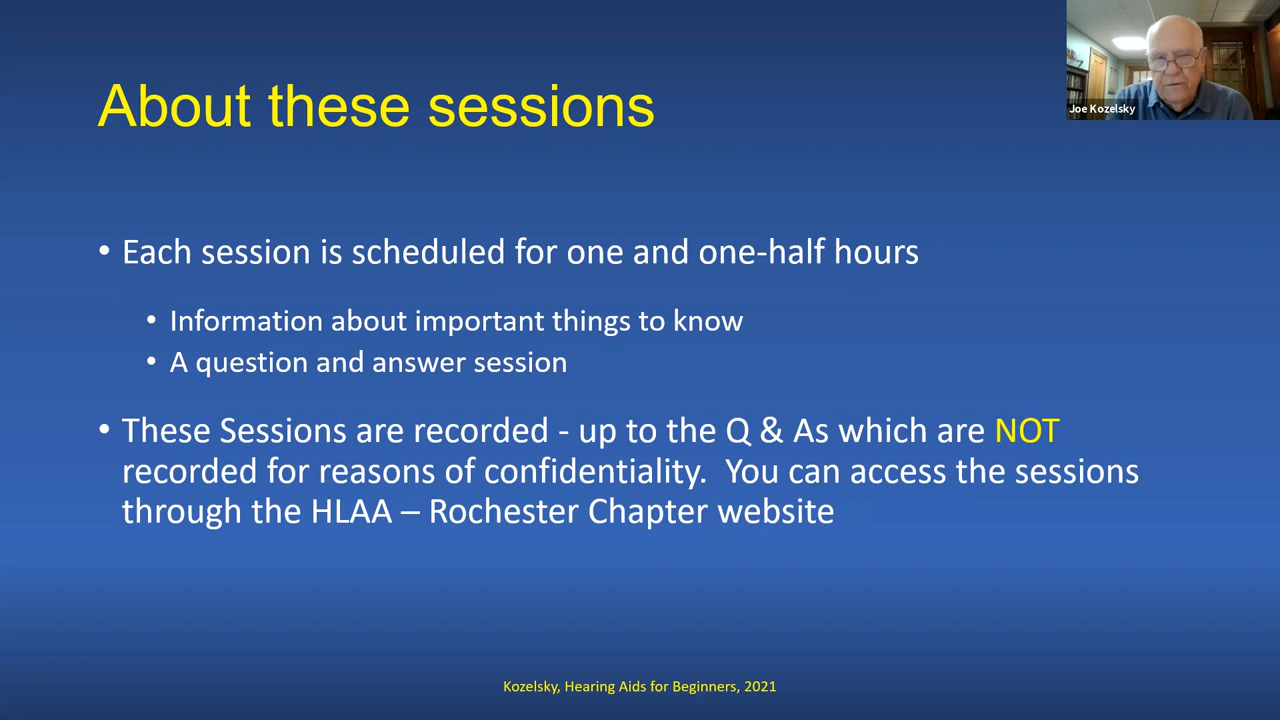 About these sessions
Joe Kozelsky
• Each session is scheduled for one and one-half hours
• Information about important things to know
• A question and answer session
• These Sessions are recorded - up to the Q & As which are NOT
recorded for reasons of confidentiality.  You can access the sessions
through the HLAA – Rochester Chapter website
Kozelsky, Hearing Aids for Beginners, 2021